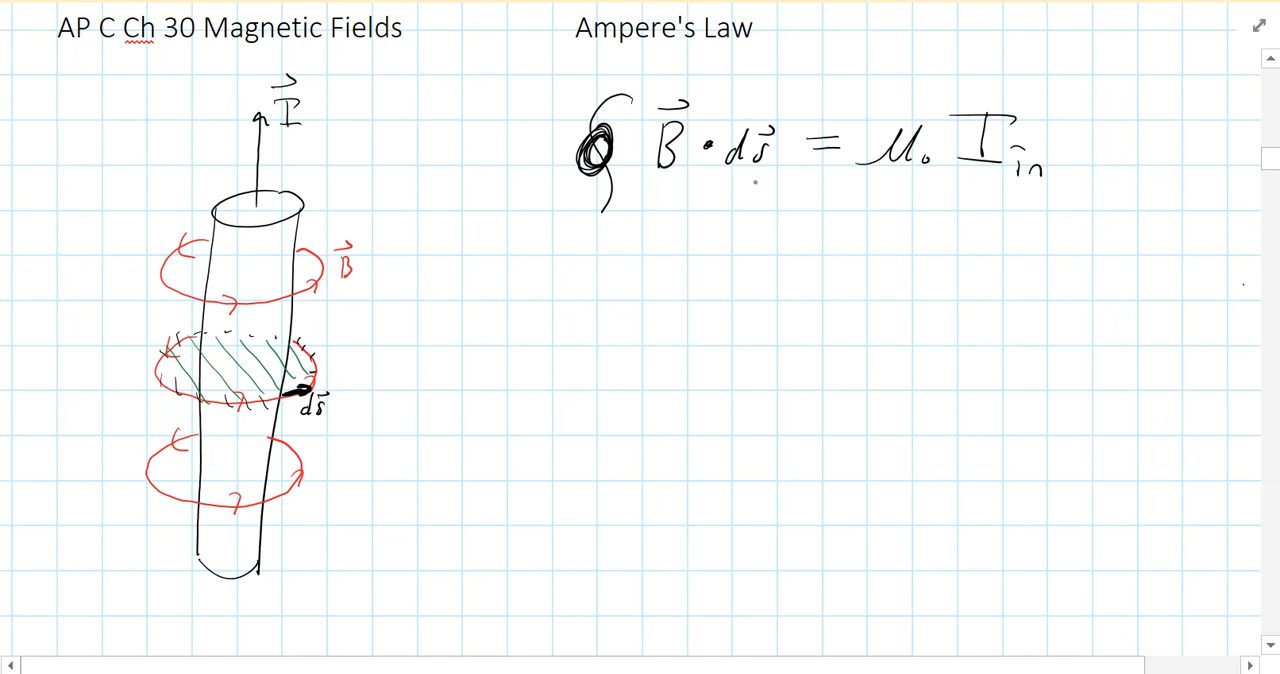 AP C Ch 30 Magnetic Fields
Ampere's Law
∮ B⃗ · ds⃗ = μ₀ I_in
I⃗
B⃗
ds⃗